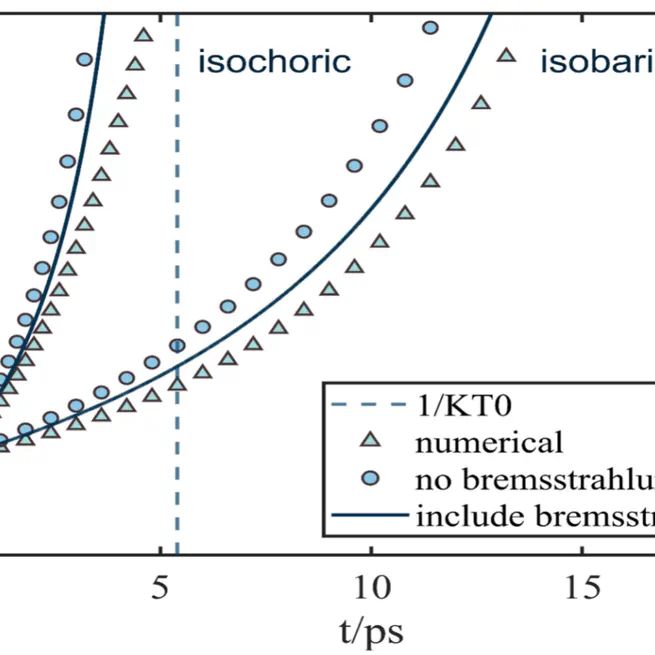 isochoric isobari
1/KT0
numerical
no bremsstrahlu
include bremsstr
5 10 15
t/ps